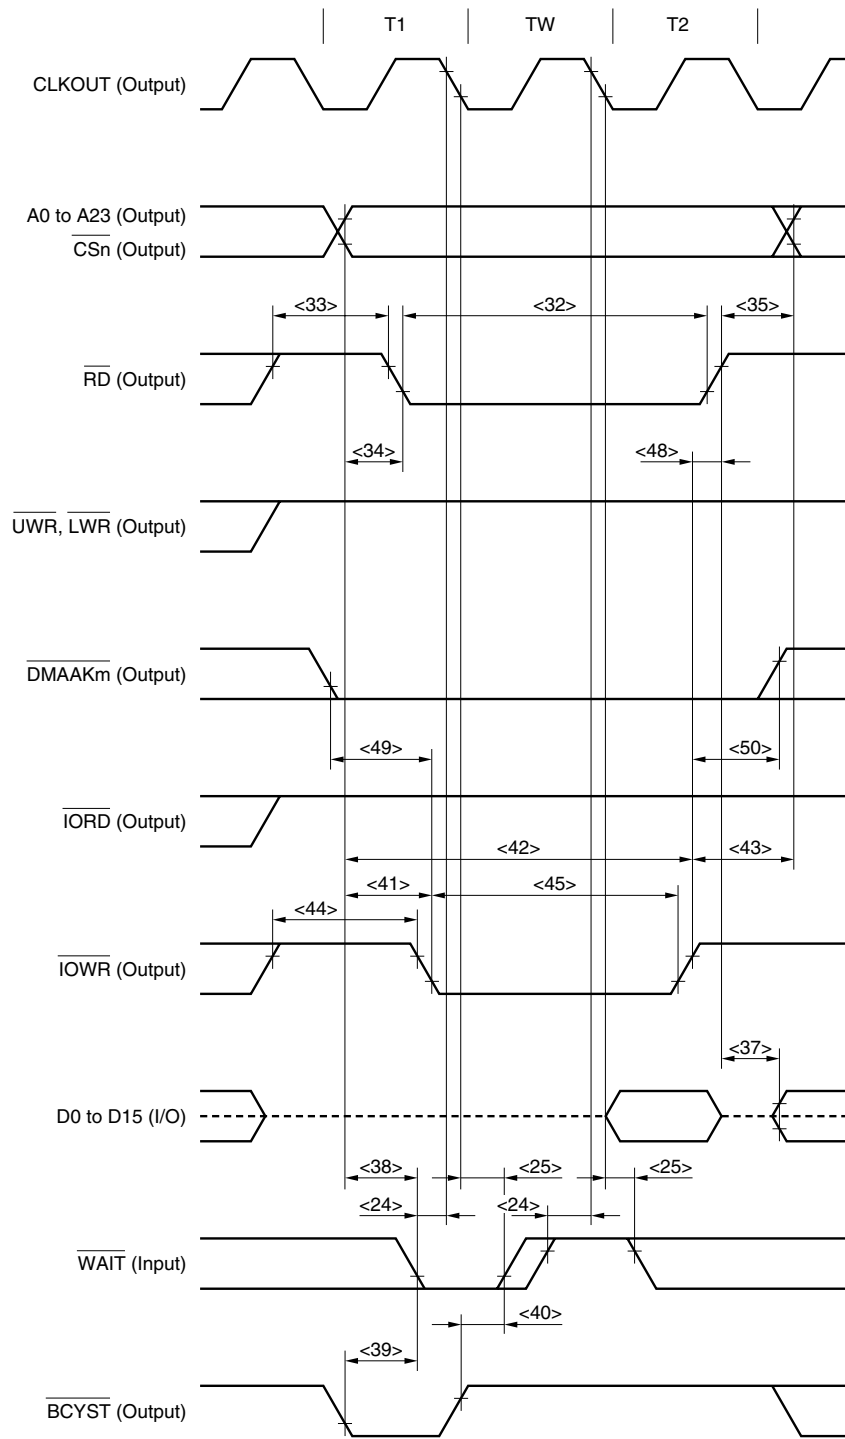 T1 TW T2
CLKOUT (Output)
A0 to A23 (Output)
CSn (Output)
<33> <32> <35>
RD (Output)
<34> <48>
UWR, LWR (Output)
DMAAKm (Output)
<49> <50>
IORD (Output)
<42> <43>
<41> <45>
<44>
IOWR (Output)
<37>
D0 to D15 (I/O)
<38> <25> <25>
<24> <24>
WAIT (Input)
<40>
<39>
BCYST (Output)